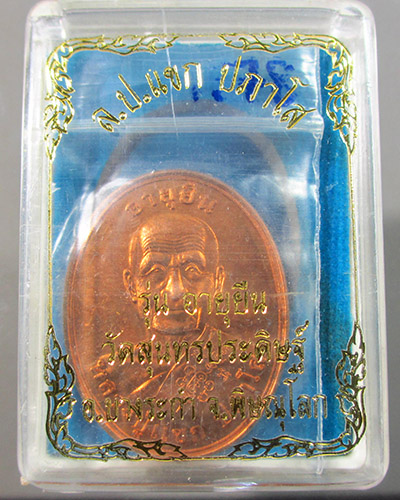 ล.ป.แขก ปภาโส
อายุยืน
รุ่น อายุยืน
วัดสุนทรประดิษฐ์
อ.บางระกำ จ.พิษณุโลก